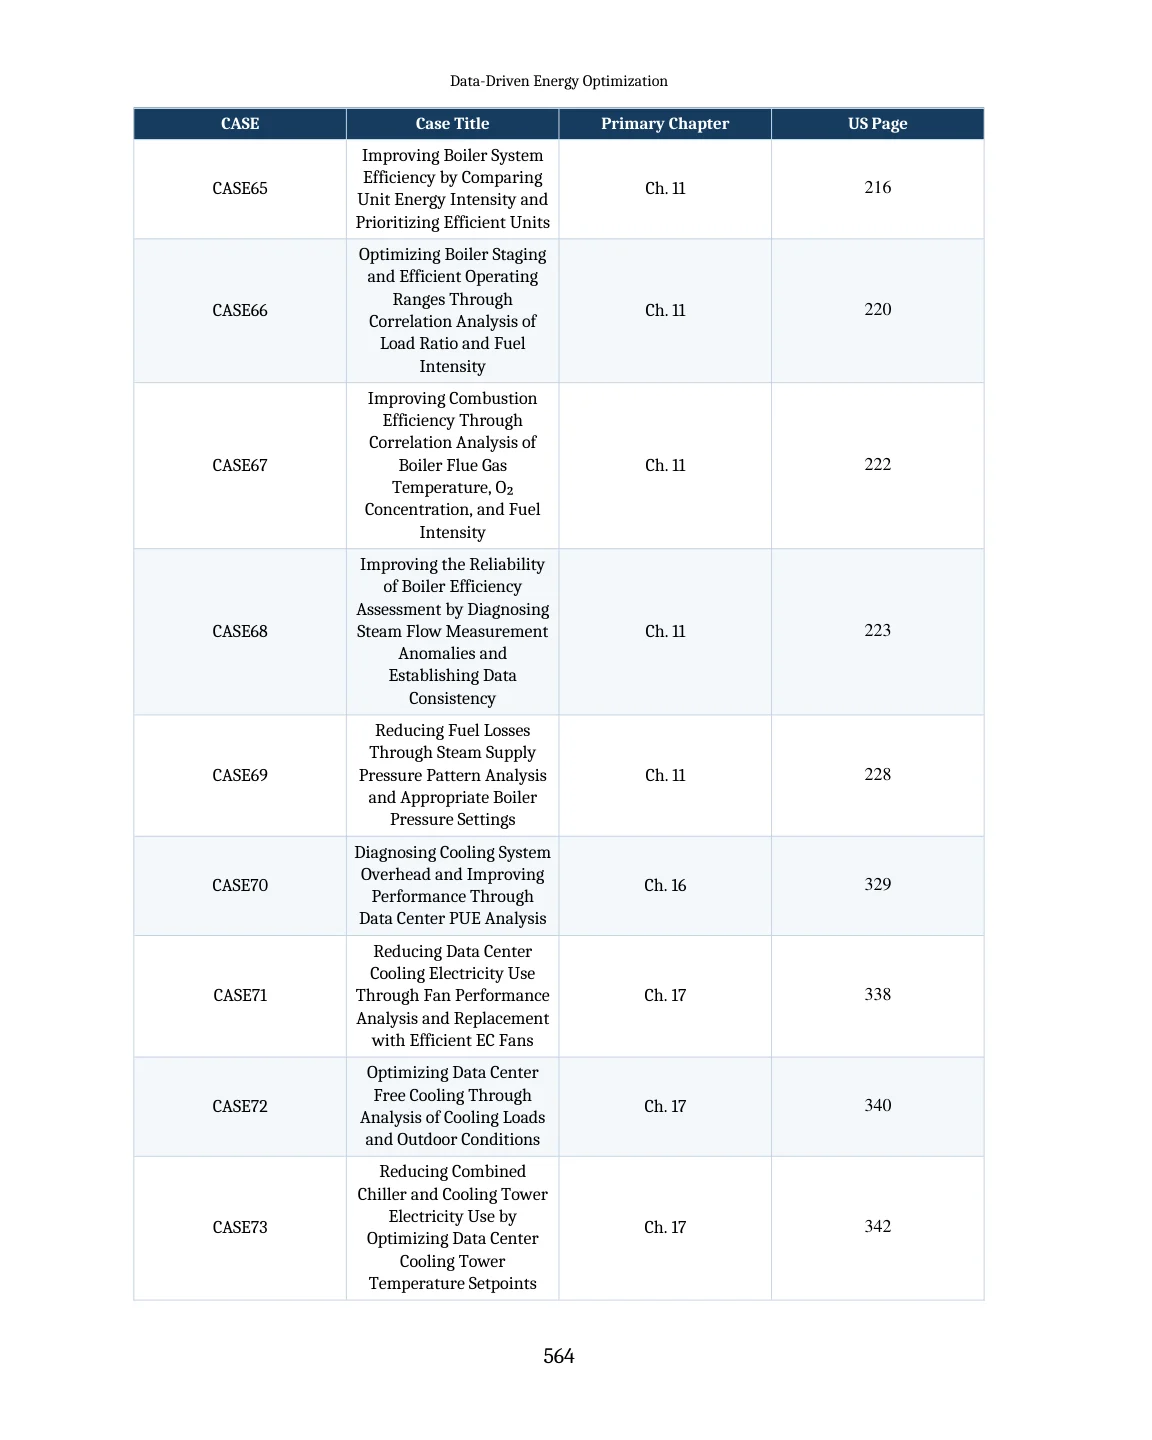 Data-Driven Energy Optimization
CASE Case Title Primary Chapter US Page
CASE65
Improving Boiler System
Efficiency by Comparing
Unit Energy Intensity and
Prioritizing Efficient Units
Ch. 11
216
CASE66
Optimizing Boiler Staging
and Efficient Operating
Ranges Through
Correlation Analysis of
Load Ratio and Fuel
Intensity
Ch. 11
220
CASE67
Improving Combustion
Efficiency Through
Correlation Analysis of
Boiler Flue Gas
Temperature, O₂
Concentration, and Fuel
Intensity
Ch. 11
222
CASE68
Improving the Reliability
of Boiler Efficiency
Assessment by Diagnosing
Steam Flow Measurement
Anomalies and
Establishing Data
Consistency
Ch. 11
223
CASE69
Reducing Fuel Losses
Through Steam Supply
Pressure Pattern Analysis
and Appropriate Boiler
Pressure Settings
Ch. 11
228
CASE70
Diagnosing Cooling System
Overhead and Improving
Performance Through
Data Center PUE Analysis
Ch. 16
329
CASE71
Reducing Data Center
Cooling Electricity Use
Through Fan Performance
Analysis and Replacement
with Efficient EC Fans
Ch. 17
338
CASE72
Optimizing Data Center
Free Cooling Through
Analysis of Cooling Loads
and Outdoor Conditions
Ch. 17
340
CASE73
Reducing Combined
Chiller and Cooling Tower
Electricity Use by
Optimizing Data Center
Cooling Tower
Temperature Setpoints
Ch. 17
342
564